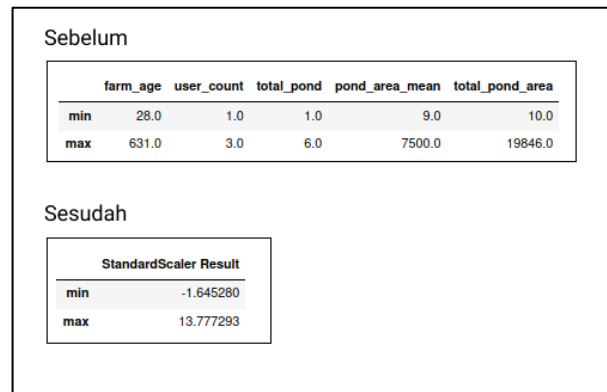 Sebelum
farm_age user_count total_pond pond_area_mean total_pond_area
min 28.0 1.0 1.0 9.0 10.0
max 631.0 3.0 6.0 7500.0 19846.0
Sesudah
StandardScaler Result
min -1.645280
max 13.777293